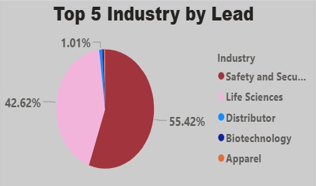 Top 5 Industry by Lead
1.01%
42.62%
55.42%
Industry
Safety and Secu...
Life Sciences
Distributor
Biotechnology
Apparel